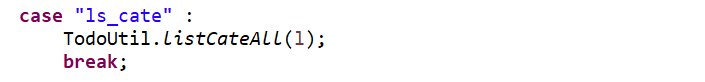 case "ls_cate" :
    TodoUtil.listCateAll(l);
    break;